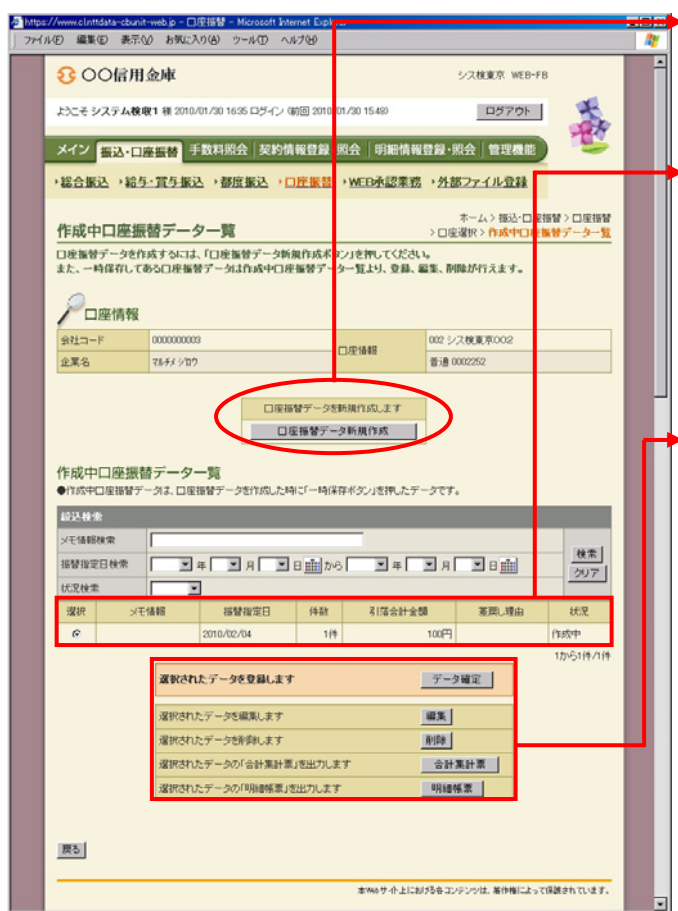 https://www.cl.nttdata-cbunit-web.jp - 口座振替 - Microsoft Internet Explo
ファイル(F) 編集(E) 表示(V) お気に入り(A) ツール(T) ヘルプ(H)
〇〇信用金庫
シス検東京 WEB-FB
ようこそ システム検収1 様 2010/01/30 16:35 ログイン (前回 2010/01/30 15:49)
ログアウト
メイン 振込・口座振替 手数料照会 契約情報登録・照会 明細情報登録・照会 管理機能
総合振込 給与・賞与振込 都度振込 口座振替 WEB承認業務 外部ファイル登録
ホーム > 振込・口座振替 > 口座振替
> 口座選択 > 作成中口座振替データ一覧
作成中口座振替データ一覧
口座振替データを作成するには、「口座振替データ新規作成ボタン」を押してください。
また、一時保存してある口座振替データは作成中口座振替データ一覧より、登録、編集、削除が行えます。
口座情報
会社コード 0000000003 口座情報 002 シス検東京002
企業名 マルチメンジロウ 普通 0002252
口座振替データを新規作成します
口座振替データ新規作成
作成中口座振替データ一覧
●作成中口座振替データは、口座振替データを作成した時に「一時保存ボタン」を押したデータです。
絞込検索
メモ情報検索
振替指定日検索 年 月 日 から 年 月 日
検索
状況検索
クリア
選択 メモ情報 振替指定日 件数 引落合計金額 差戻し理由 状況
2010/02/04 1件 100円 作成中
1から1件/1件
選択されたデータを登録します データ確定
選択されたデータを編集します 編集
選択されたデータを削除します 削除
選択されたデータの「合計集計票」を出力します 合計集計票
選択されたデータの「明細帳票」を出力します 明細帳票
戻る
本Webサイト上における各コンテンツは、著作権によって保護されています。